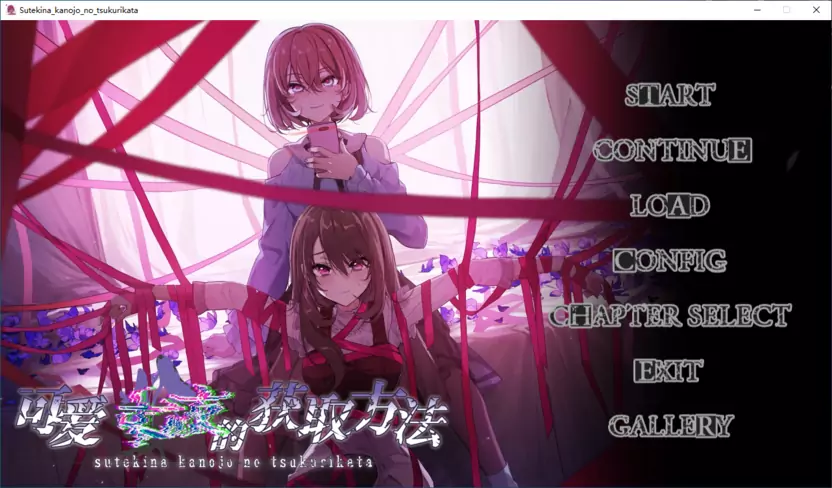 Sutekina_kanojo_no_tsukurikata
START
CONTINUE
LOAD
CONFIG
CHAPTER SELECT
EXIT
GALLERY
可爱
的获取方法
sutekina kanojo no tsukurikata